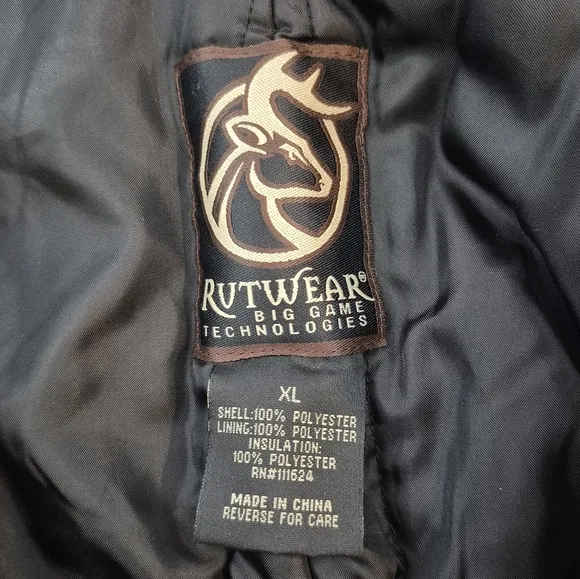 RUTWEAR®
BIG GAME
TECHNOLOGIES
XL
SHELL:100% POLYESTER
LINING:100% POLYESTER
INSULATION:
100% POLYESTER
RN#111624
MADE IN CHINA
REVERSE FOR CARE